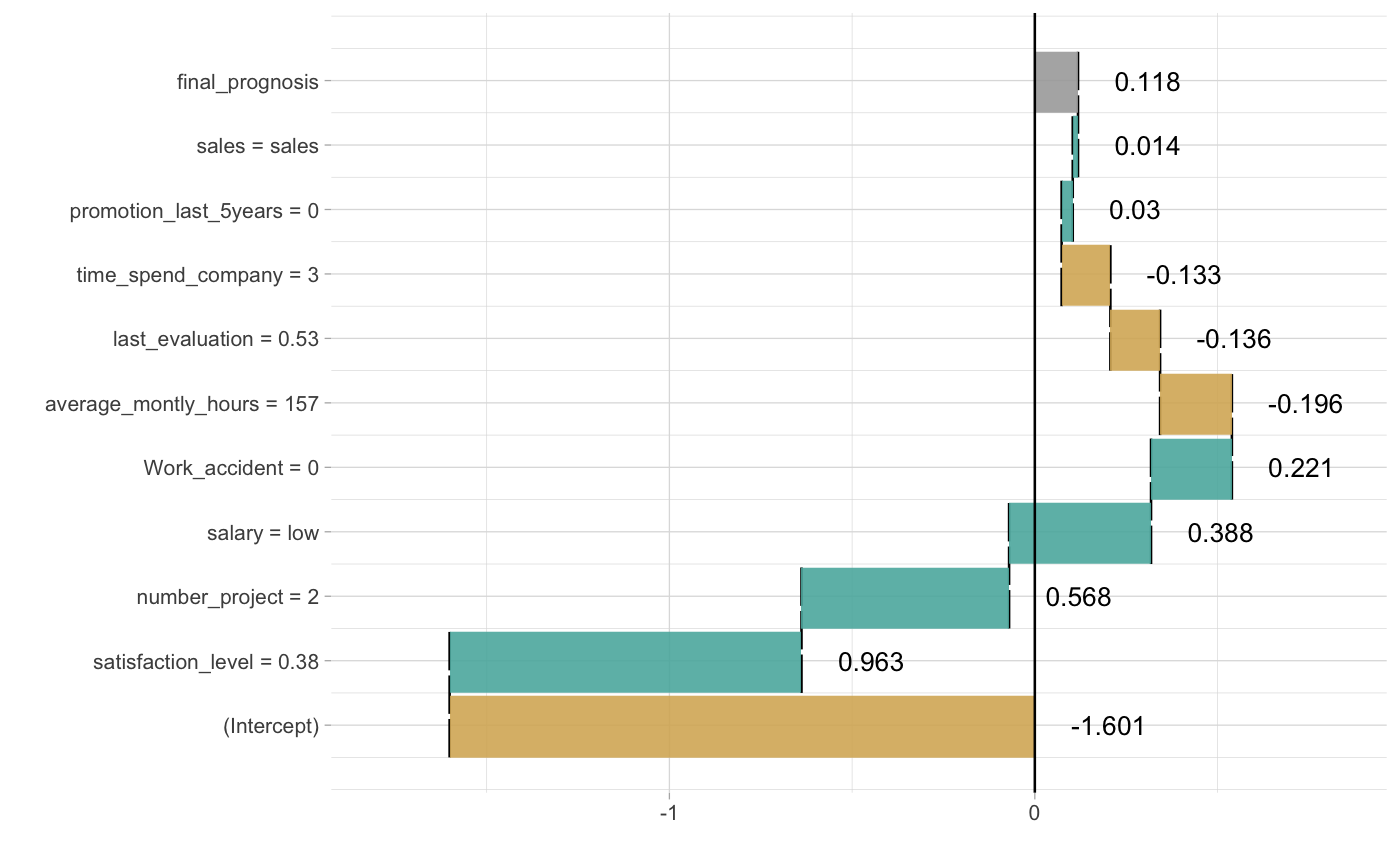 final_prognosis 0.118
sales = sales 0.014
promotion_last_5years = 0 0.03
time_spend_company = 3 -0.133
last_evaluation = 0.53 -0.136
average_montly_hours = 157 -0.196
Work_accident = 0 0.221
salary = low 0.388
number_project = 2 0.568
satisfaction_level = 0.38 0.963
(Intercept) -1.601
-1 0